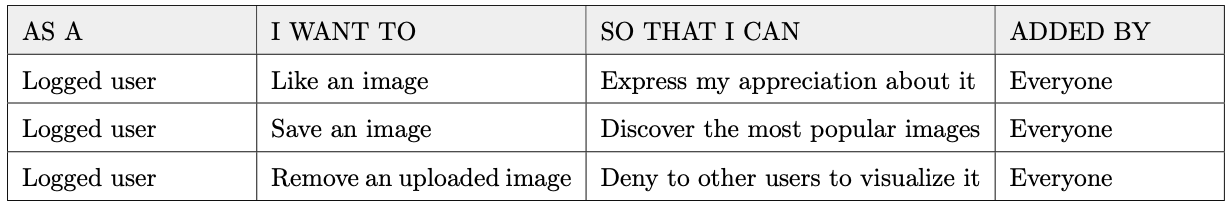 AS A I WANT TO SO THAT I CAN ADDED BY
Logged user Like an image Express my appreciation about it Everyone
Logged user Save an image Discover the most popular images Everyone
Logged user Remove an uploaded image Deny to other users to visualize it Everyone